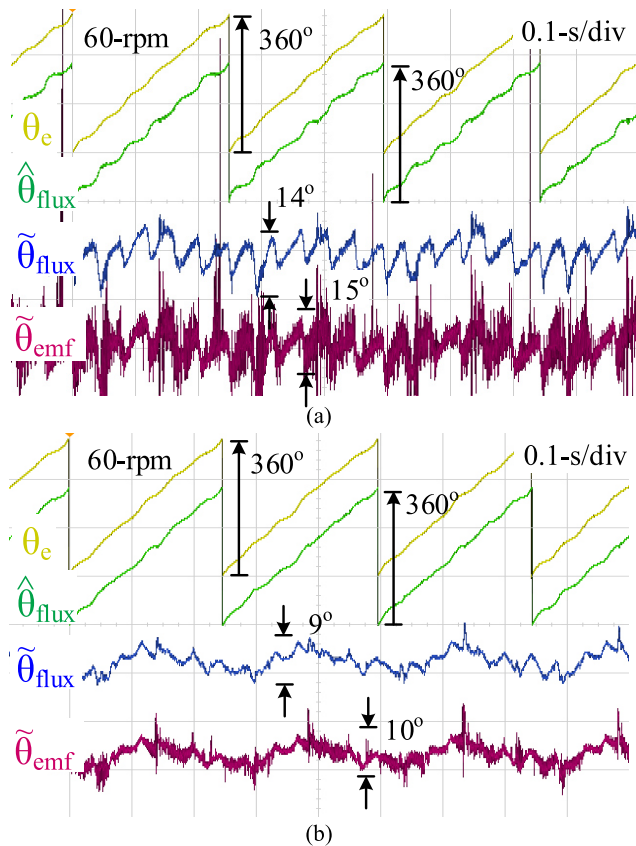 60-rpm
360°
0.1-s/div
360°
θe
θ̂flux
14°
θ̃flux
15°
θ̃emf
(a)
60-rpm
360°
0.1-s/div
360°
θe
θ̂flux
9°
θ̃flux
10°
θ̃emf
(b)